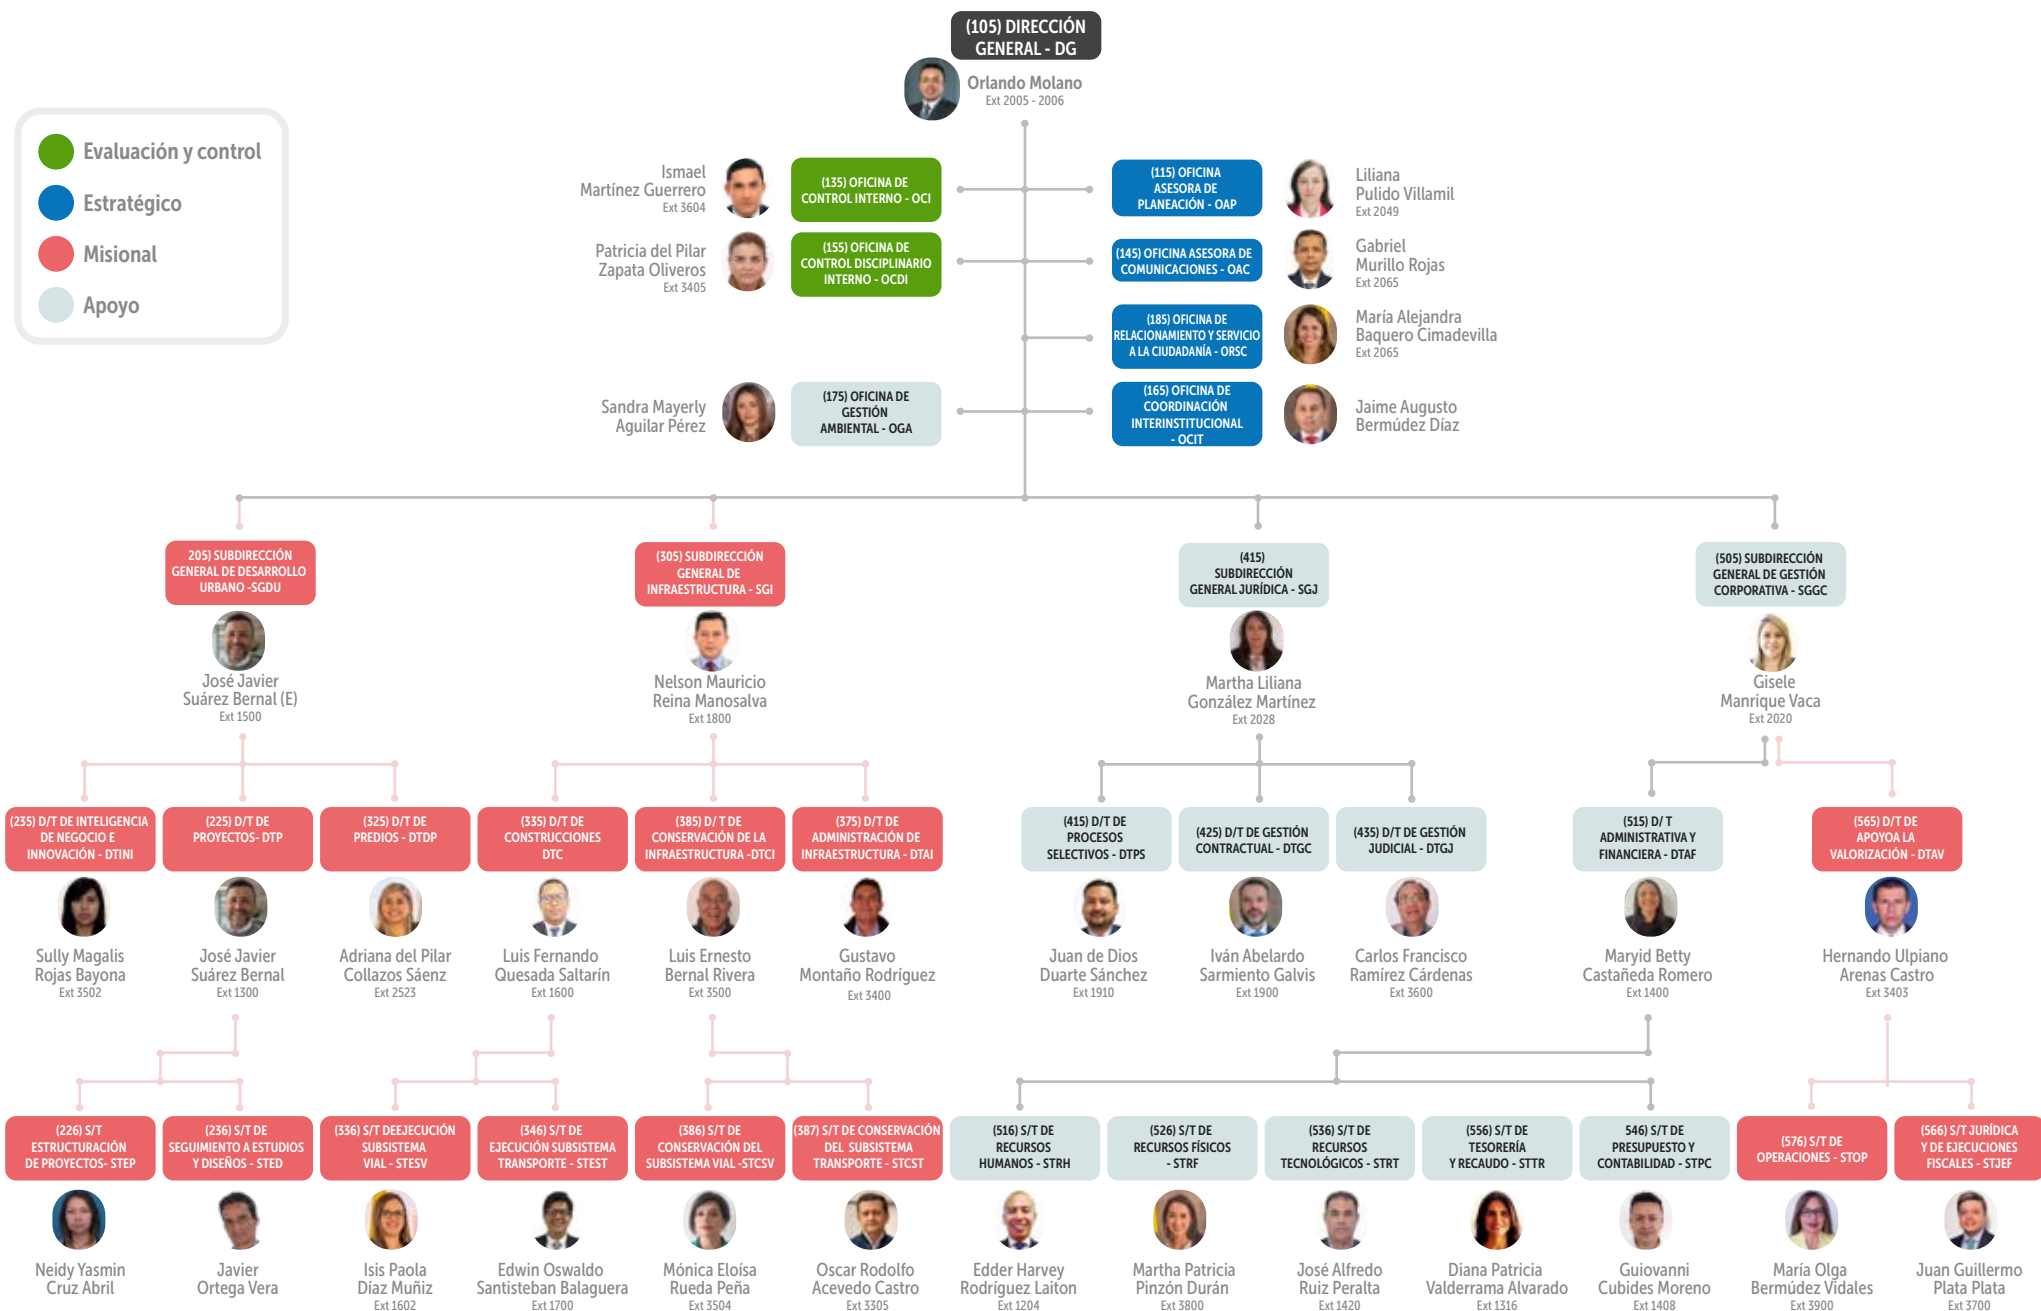 (105) DIRECCIÓN
GENERAL - DG
Orlando Molano
Ext 2005 - 2006
Evaluación y control
Estratégico
Misional
Apoyo
Ismael
Martínez Guerrero
Ext 3604
(135) OFICINA DE
CONTROL INTERNO - OCI
(115) OFICINA
ASESORA DE
PLANEACIÓN - OAP
Liliana
Pulido Villamil
Ext 2049
Patricia del Pilar
Zapata Oliveros
Ext 3405
(155) OFICINA DE
CONTROL DISCIPLINARIO
INTERNO - OCDI
(145) OFICINA ASESORA DE
COMUNICACIONES - OAC
Gabriel
Murillo Rojas
Ext 2065
(185) OFICINA DE
RELACIONAMIENTO Y SERVICIO
A LA CIUDADANÍA - ORSC
María Alejandra
Baquero Cimadevilla
Ext 2065
Sandra Mayerly
Aguilar Pérez
(175) OFICINA DE
GESTIÓN
AMBIENTAL - OGA
(165) OFICINA DE
COORDINACIÓN
INTERINSTITUCIONAL
- OCIT
Jaime Augusto
Bermúdez Díaz
205) SUBDIRECCIÓN
GENERAL DE DESARROLLO
URBANO -SGDU
José Javier
Suárez Bernal (E)
Ext 1500
(305) SUBDIRECCIÓN
GENERAL DE
INFRAESTRUCTURA - SGI
Nelson Mauricio
Reina Manosalva
Ext 1800
(415)
SUBDIRECCIÓN
GENERAL JURÍDICA - SGJ
Martha Liliana
González Martínez
Ext 2028
(505) SUBDIRECCIÓN
GENERAL DE GESTIÓN
CORPORATIVA - SGGC
Gisele
Manrique Vaca
Ext 2020
(235) D/T DE INTELIGENCIA
DE NEGOCIO E
INNOVACIÓN - DTINI
Sully Magalis
Rojas Bayona
Ext 3502
(225) D/T DE
PROYECTOS- DTP
José Javier
Suárez Bernal
Ext 1300
(325) D/T DE
PREDIOS - DTDP
Adriana del Pilar
Collazos Sáenz
Ext 2523
(335) D/T DE
CONSTRUCCIONES
DTC
Luis Fernando
Quesada Saltarín
Ext 1600
(385) D/ T DE
CONSERVACIÓN DE LA
INFRAESTRUCTURA -DTCI
Luis Ernesto
Bernal Rivera
Ext 3500
(375) D/T DE
ADMINISTRACIÓN DE
INFRAESTRUCTURA - DTAI
Gustavo
Montaño Rodríguez
Ext 3400
(415) D/T DE
PROCESOS
SELECTIVOS - DTPS
Juan de Dios
Duarte Sánchez
Ext 1910
(425) D/T DE GESTIÓN
CONTRACTUAL - DTGC
Iván Abelardo
Sarmiento Galvis
Ext 1900
(435) D/T DE GESTIÓN
JUDICIAL - DTGJ
Carlos Francisco
Ramírez Cárdenas
Ext 3600
(515) D/ T
ADMINISTRATIVA Y
FINANCIERA - DTAF
Maryid Betty
Castañeda Romero
Ext 1400
(565) D/T DE
APOYOA LA
VALORIZACIÓN - DTAV
Hernando Ulpiano
Arenas Castro
Ext 3403
(226) S/T
ESTRUCTURACIÓN
DE PROYECTOS- STEP
Neidy Yasmin
Cruz Abril
(236) S/T DE
SEGUIMIENTO A ESTUDIOS
Y DISEÑOS - STED
Javier
Ortega Vera
(336) S/T DEEJECUCIÓN
SUBSISTEMA
VIAL - STESV
Isis Paola
Díaz Muñiz
Ext 1602
(346) S/T DE
EJECUCIÓN SUBSISTEMA
TRANSPORTE - STEST
Edwin Oswaldo
Santisteban Balaguera
Ext 1700
(386) S/T DE
CONSERVACIÓN DEL
SUBSISTEMA VIAL -STCSV
Mónica Eloísa
Rueda Peña
Ext 3504
(387) S/T DE CONSERVACIÓN
DEL SUBSISTEMA
TRANSPORTE - STCST
Oscar Rodolfo
Acevedo Castro
Ext 3305
(516) S/T DE
RECURSOS
HUMANOS - STRH
Edder Harvey
Rodríguez Laiton
Ext 1204
(526) S/T DE
RECURSOS FÍSICOS
- STRF
Martha Patricia
Pinzón Durán
Ext 3800
(536) S/T DE
RECURSOS
TECNOLÓGICOS - STRT
José Alfredo
Ruiz Peralta
Ext 1420
(556) S/T DE
TESORERÍA
Y RECAUDO - STTR
Diana Patricia
Valderrama Alvarado
Ext 1316
546) S/T DE
PRESUPUESTO Y
CONTABILIDAD - STPC
Guiovanni
Cubides Moreno
Ext 1408
(576) S/T DE
OPERACIONES - STOP
María Olga
Bermúdez Vidales
Ext 3900
(566) S/T JURÍDICA
Y DE EJECUCIONES
FISCALES - STJEF
Juan Guillermo
Plata Plata
Ext 3700